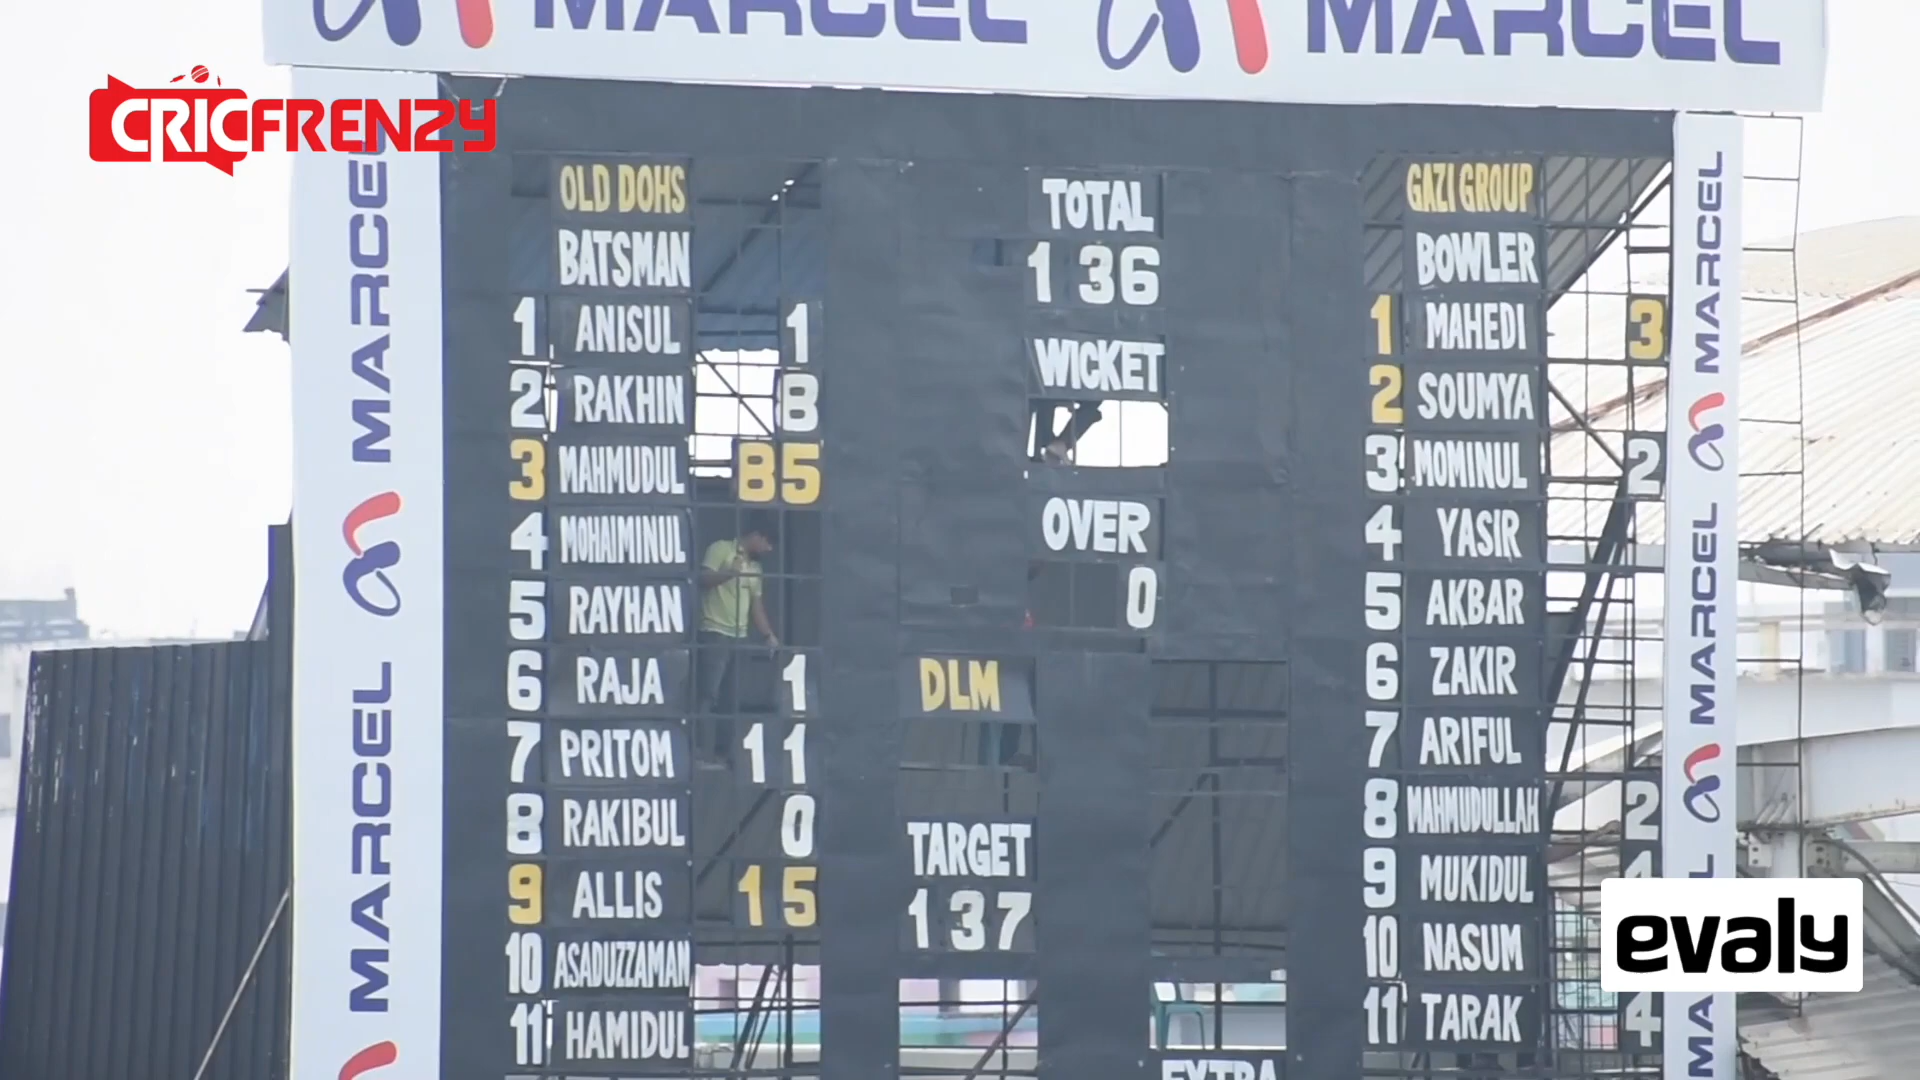 MARCEL MARCEL
CRICFRENZY
MARCEL
MARCEL
MARCEL
MARCEL
MARCEL
OLD DOHS
BATSMAN
1 ANISUL 1
2 RAKHIN 8
3 MAHMUDUL 85
4 MOHAIMINUL
5 RAYHAN
6 RAJA 1
7 PRITOM 11
8 RAKIBUL 0
9 ALLIS 15
10 ASADUZZAMAN
11 HAMIDUL
TOTAL
136
WICKET
OVER
0
DLM
TARGET
137
EXTRA
GAZI GROUP
BOWLER
1 MAHEDI 3
2 SOUMYA
3 MOMINUL 2
4 YASIR
5 AKBAR
6 ZAKIR
7 ARIFUL
8 MAHMUDULLAH 2
9 MUKIDUL
10 NASUM
11 TARAK 4
evaly